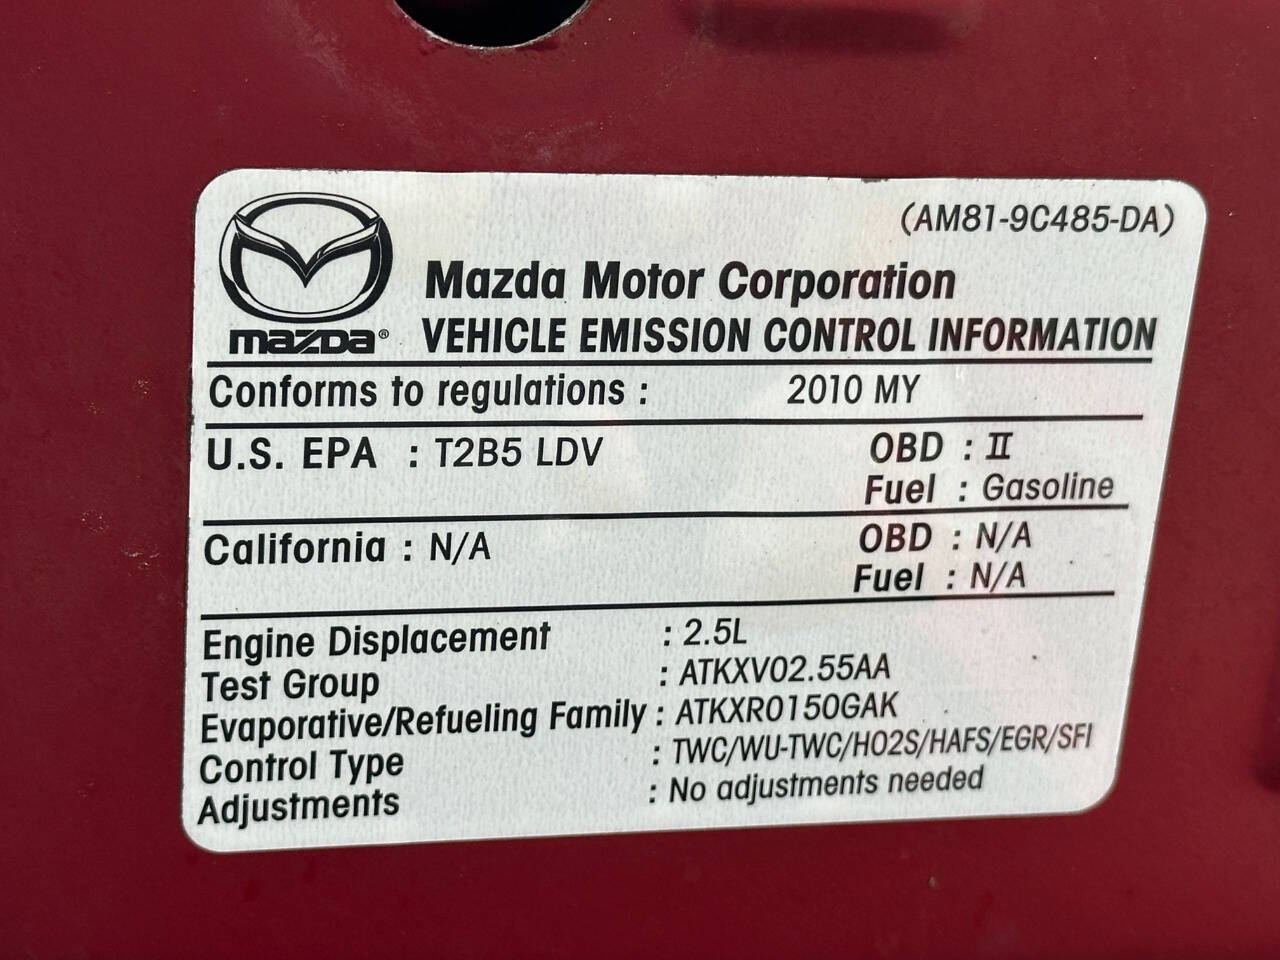 (AM81-9C485-DA)
mazda®
Mazda Motor Corporation
VEHICLE EMISSION CONTROL INFORMATION
Conforms to regulations : 2010 MY
U.S. EPA : T2B5 LDV OBD : II
Fuel : Gasoline
California : N/A OBD : N/A
Fuel : N/A
Engine Displacement : 2.5L
Test Group : ATKXV02.55AA
Evaporative/Refueling Family : ATKXR0150GAK
Control Type : TWC/WU-TWC/HO2S/HAFS/EGR/SFI
Adjustments : No adjustments needed